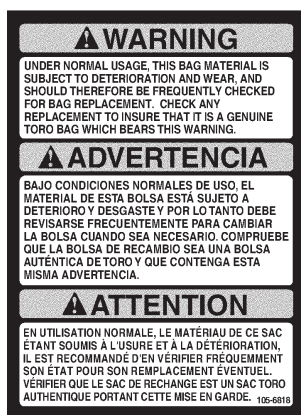 WARNING
UNDER NORMAL USAGE, THIS BAG MATERIAL IS
SUBJECT TO DETERIORATION AND WEAR, AND
SHOULD THEREFORE BE FREQUENTLY CHECKED
FOR BAG REPLACEMENT. CHECK ANY
REPLACEMENT TO INSURE THAT IT IS A GENUINE
TORO BAG WHICH BEARS THIS WARNING.
ADVERTENCIA
BAJO CONDICIONES NORMALES DE USO, EL
MATERIAL DE ESTA BOLSA ESTÁ SUJETO A
DETERIORO Y DESGASTE Y POR LO TANTO DEBE
REVISARSE FRECUENTEMENTE PARA CAMBIAR
LA BOLSA CUANDO SEA NECESARIO. COMPRUEBE
QUE LA BOLSA DE RECAMBIO SEA UNA BOLSA
AUTÉNTICA DE TORO Y QUE CONTENGA ESTA
MISMA ADVERTENCIA.
ATTENTION
EN UTILISATION NORMALE, LE MATÉRIAU DE CE SAC
ÉTANT SOUMIS À L'USURE ET À LA DÉTÉRIORATION,
IL EST RECOMMANDÉ D'EN VÉRIFIER FRÉQUEMMENT
SON ÉTAT POUR SON REMPLACEMENT ÉVENTUEL.
VÉRIFIER QUE LE SAC DE RECHANGE EST UN SAC TORO
AUTHENTIQUE PORTANT CETTE MISE EN GARDE. 105-6818